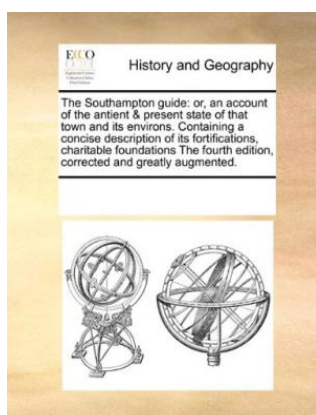 ECCO
History and Geography
The Southampton guide: or, an account
of the antient & present state of that
town and its environs. Containing a
concise description of its fortifications,
charitable foundations The fourth edition,
corrected and greatly augmented.